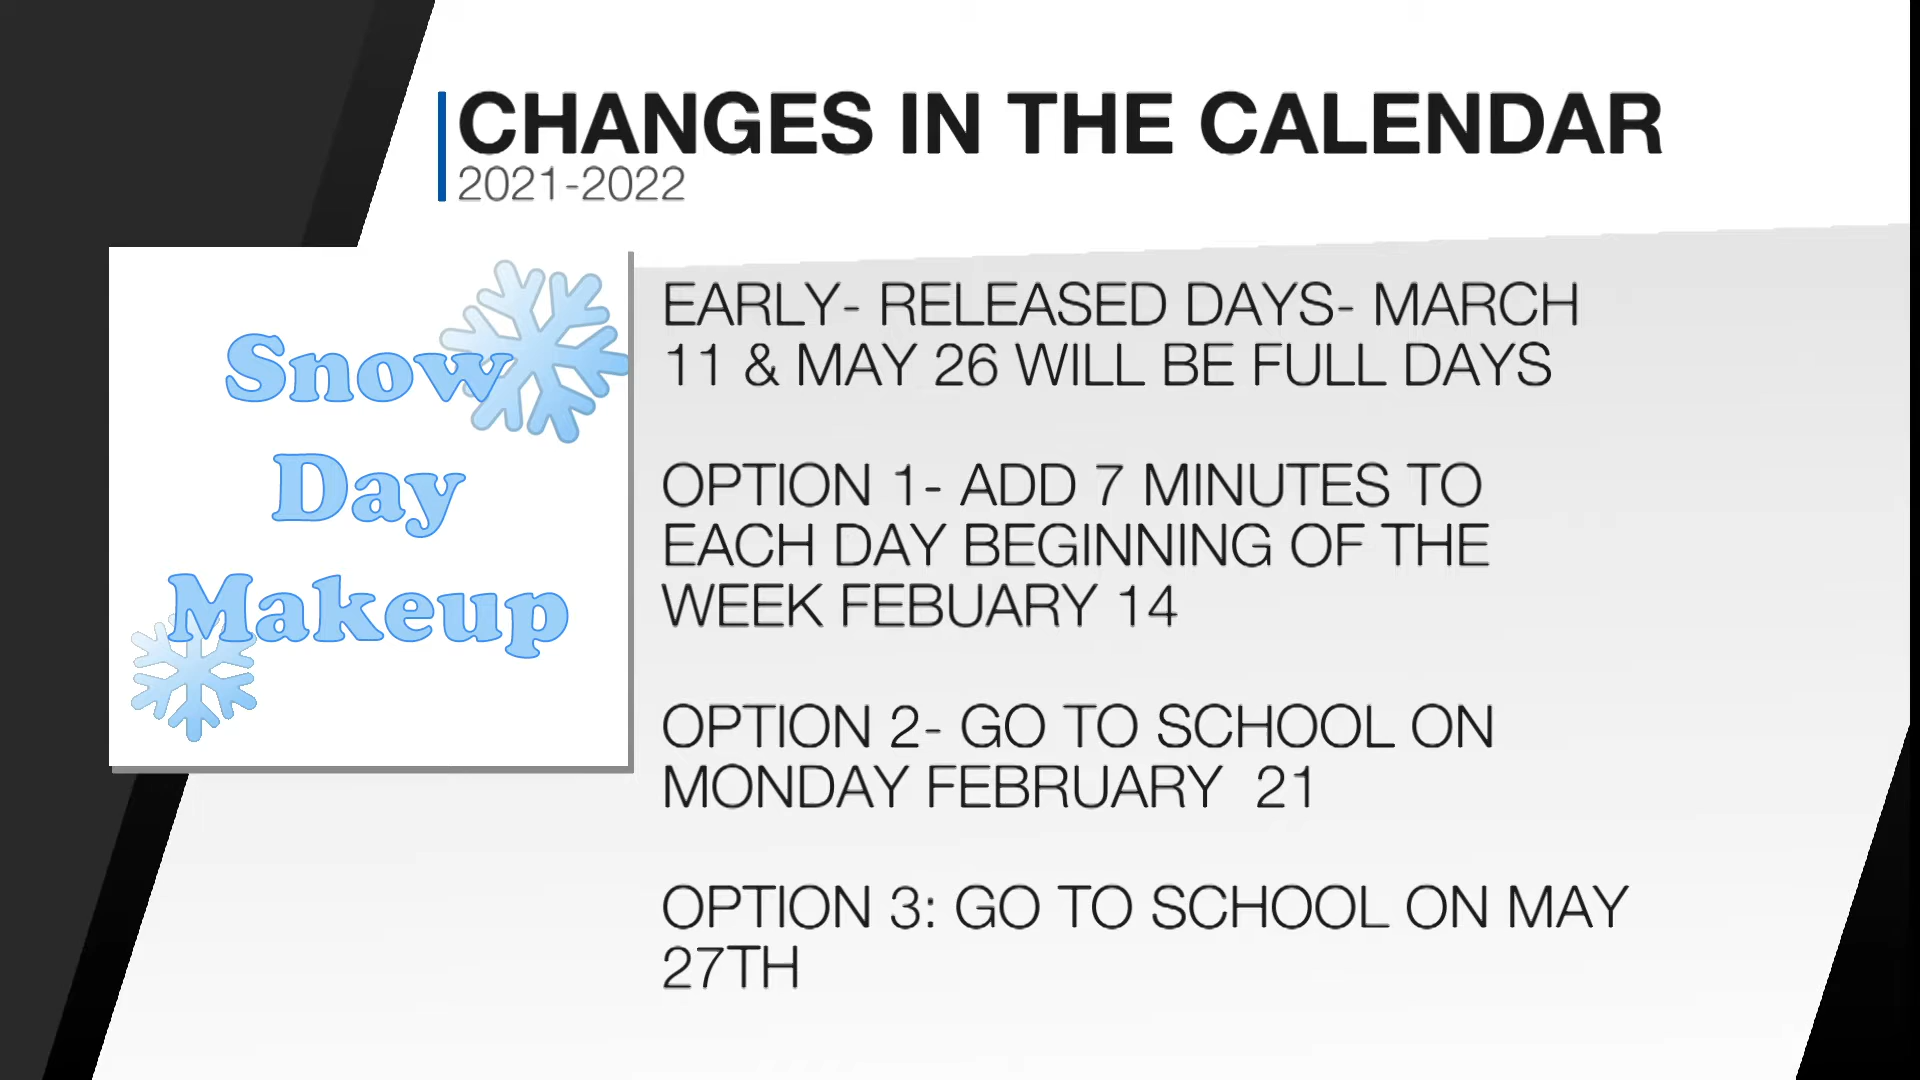 CHANGES IN THE CALENDAR
2021-2022
Snow
Day
Makeup
EARLY- RELEASED DAYS- MARCH
11 & MAY 26 WILL BE FULL DAYS
OPTION 1- ADD 7 MINUTES TO
EACH DAY BEGINNING OF THE
WEEK FEBUARY 14
OPTION 2- GO TO SCHOOL ON
MONDAY FEBRUARY  21
OPTION 3: GO TO SCHOOL ON MAY
27TH